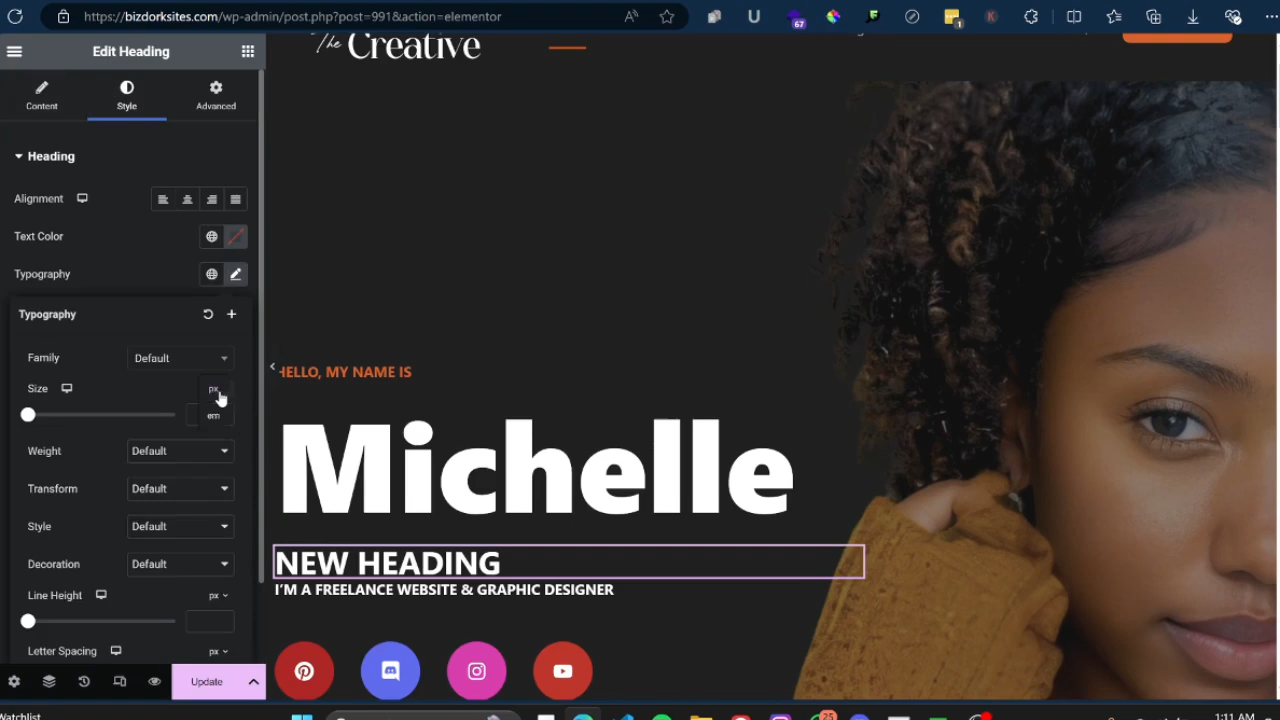 https://bizdorksites.com/wp-admin/post.php?post=991&action=elementor
67
1
Edit Heading
The Creative
Content
Style
Advanced
Heading
Alignment
Text Color
Typography
Typography
Family
Default
Size
px
em
Weight
Default
Transform
Default
Style
Default
Decoration
Default
Line Height
px
Letter Spacing
px
Update
HELLO, MY NAME IS
Michelle
NEW HEADING
I'M A FREELANCE WEBSITE & GRAPHIC DESIGNER
Watchlist
25
1:11 AM